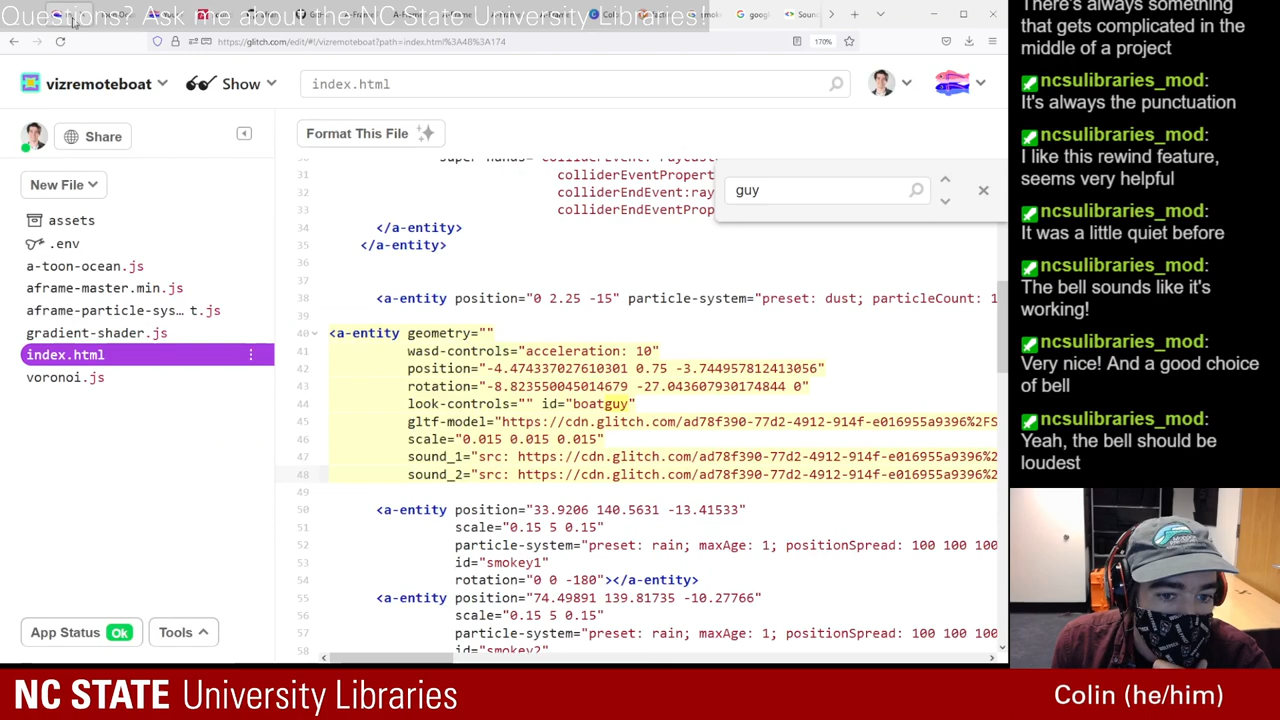 Questions? Ask me about the NC State University Libraries!
https://glitch.com/edit/#!/vizremoteboat?path=index.html%3A48%3A174
170%
vizremoteboat
Show
index.html
Share
Format This File
New File
guy
assets
.env
a-toon-ocean.js
aframe-master.min.js
aframe-particle-sys… t.js
gradient-shader.js
index.html
voronoi.js
App Status Ok
Tools
31 colliderEventPropert
32 colliderEndEvent:ray
33 colliderEndEventProp
34 </a-entity>
35 </a-entity>
36
37
38 <a-entity position="0 2.25 -15" particle-system="preset: dust; particleCount: 1
39
40 <a-entity geometry=""
41 wasd-controls="acceleration: 10"
42 position="-4.474337027610301 0.75 -3.744957812413056"
43 rotation="-8.823550045014679 -27.043607930174844 0"
44 look-controls="" id="boatguy"
45 gltf-model="https://cdn.glitch.com/ad78f390-77d2-4912-914f-e016955a9396%2FS
46 scale="0.015 0.015 0.015"
47 sound_1="src: https://cdn.glitch.com/ad78f390-77d2-4912-914f-e016955a9396%2
48 sound_2="src: https://cdn.glitch.com/ad78f390-77d2-4912-914f-e016955a9396%2
49
50 <a-entity position="33.9206 140.5631 -13.41533"
51 scale="0.15 5 0.15"
52 particle-system="preset: rain; maxAge: 1; positionSpread: 100 100 100
53 id="smokey1"
54 rotation="0 0 -180"></a-entity>
55 <a-entity position="74.49891 139.81735 -10.27766"
56 scale="0.15 5 0.15"
57 particle-system="preset: rain; maxAge: 1; positionSpread: 100 100 100
58 id="smokey2"
There's always something
that gets complicated in the
middle of a project
ncsulibraries_mod:
It's always the punctuation
ncsulibraries_mod:
I like this rewind feature,
seems very helpful
ncsulibraries_mod:
It was a little quiet before
ncsulibraries_mod:
The bell sounds like it's
working!
ncsulibraries_mod:
Very nice! And a good choice
of bell
ncsulibraries_mod:
Yeah, the bell should be
loudest
NC STATE University Libraries
Colin (he/him)